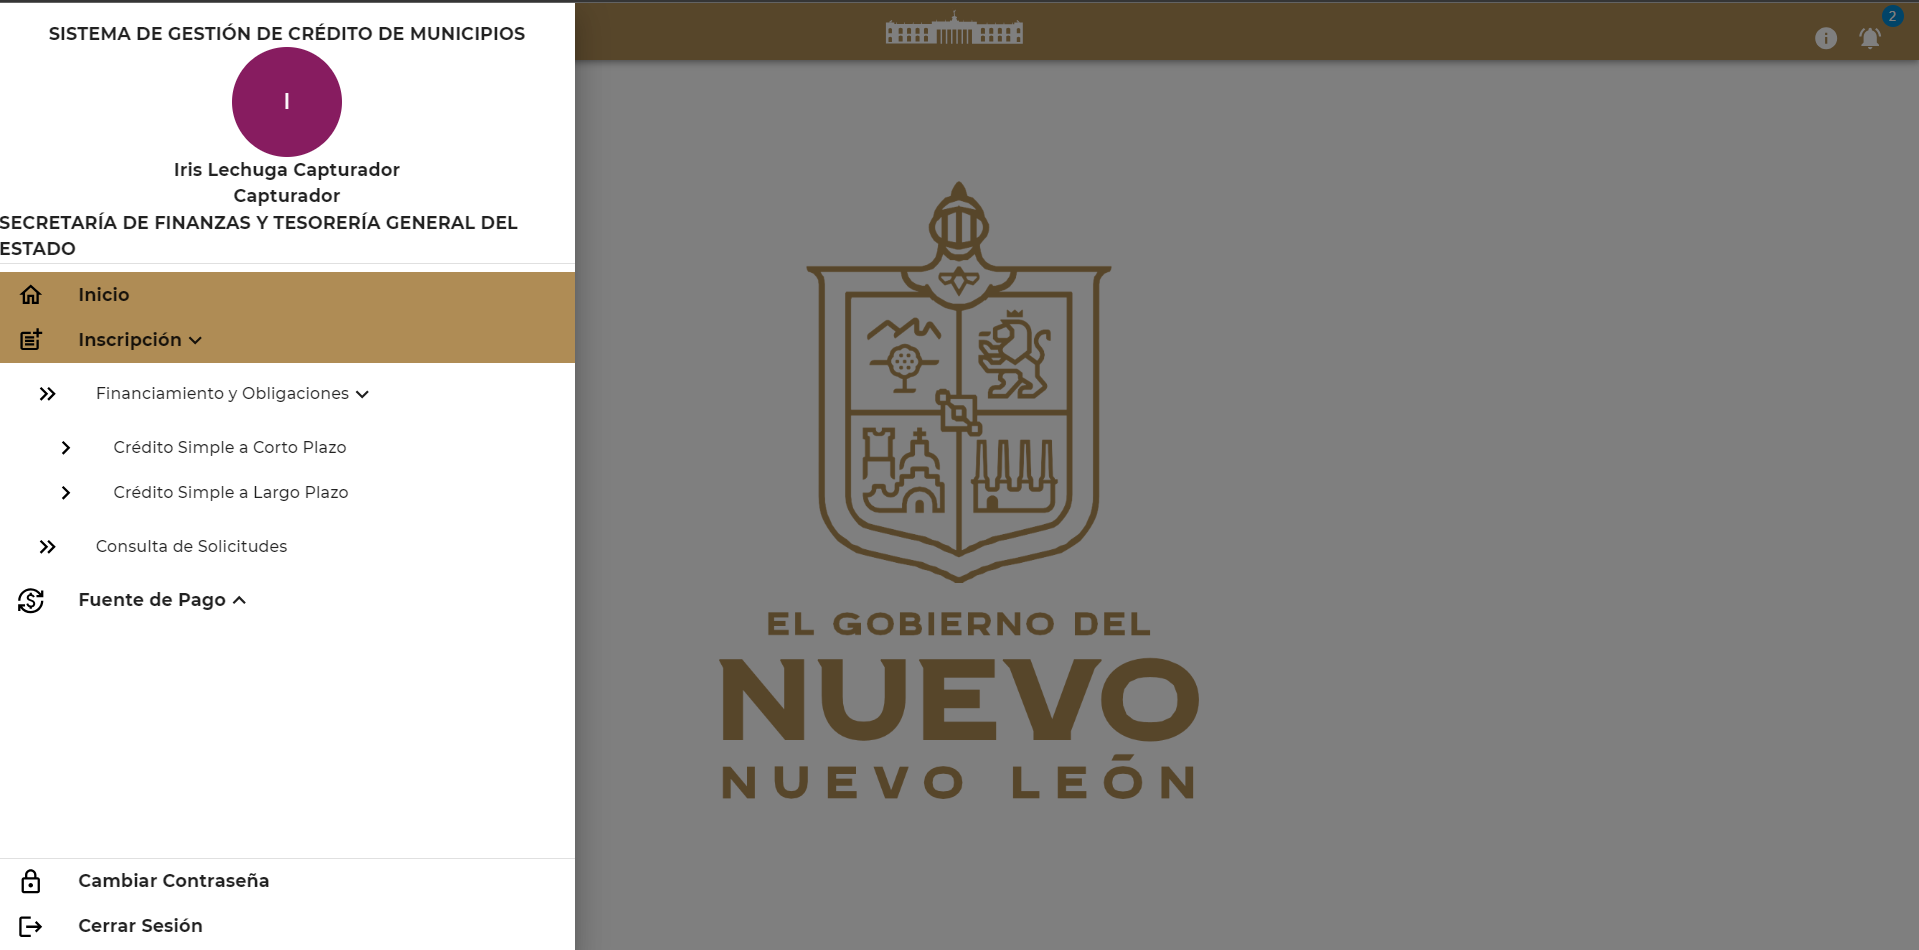 SISTEMA DE GESTIÓN DE CRÉDITO DE MUNICIPIOS
I
Iris Lechuga Capturador
Capturador
SECRETARÍA DE FINANZAS Y TESORERÍA GENERAL DEL
ESTADO
Inicio
Inscripción
Financiamiento y Obligaciones
Crédito Simple a Corto Plazo
Crédito Simple a Largo Plazo
Consulta de Solicitudes
Fuente de Pago
Cambiar Contraseña
Cerrar Sesión
2
EL GOBIERNO DEL
NUEVO
NUEVO LEÓN